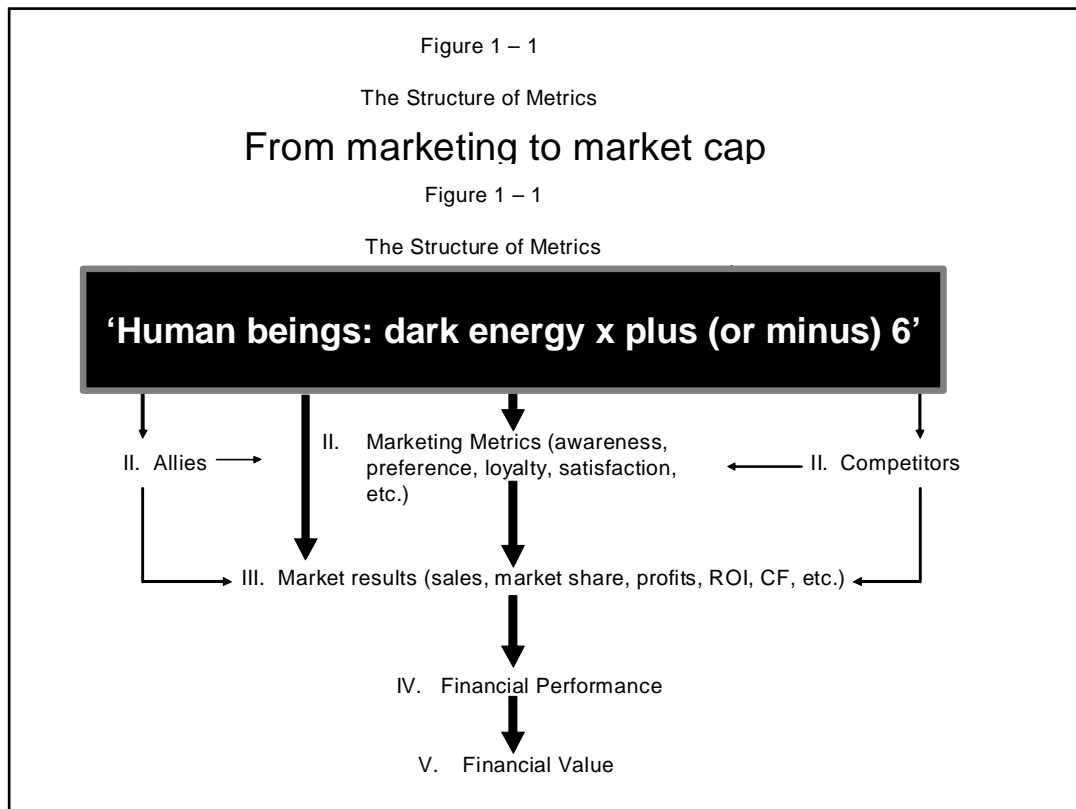 Figure 1 – 1
The Structure of Metrics
From marketing to market cap
Figure 1 – 1
The Structure of Metrics
‘Human beings: dark energy x plus (or minus) 6’
II. Allies
II. Marketing Metrics (awareness,
preference, loyalty, satisfaction,
etc.)
II. Competitors
III. Market results (sales, market share, profits, ROI, CF, etc.)
IV. Financial Performance
V. Financial Value